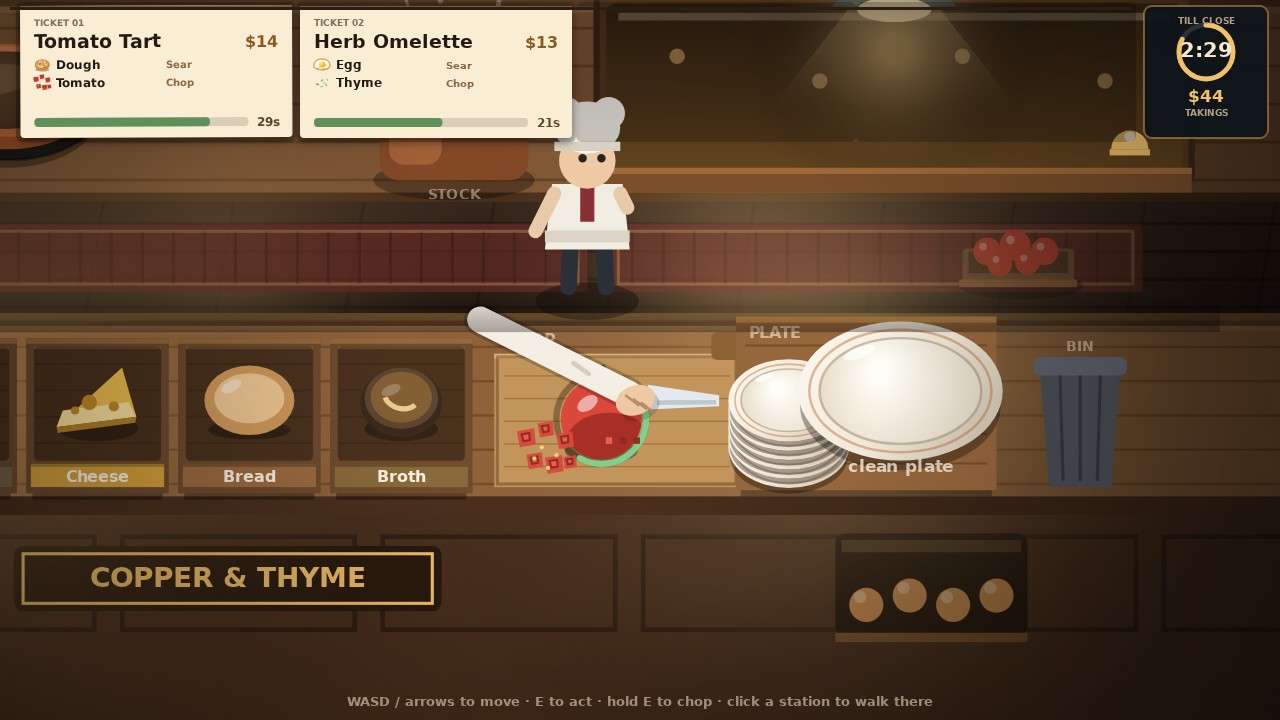 TICKET 01
Tomato Tart $14
Dough Sear
Tomato Chop
29s
TICKET 02
Herb Omelette $13
Egg Sear
Thyme Chop
21s
TILL CLOSE
2:29
$44
TAKINGS
STOCK
PLATE
BIN
Cheese
Bread
Broth
clean plate
COPPER & THYME
WASD / arrows to move · E to act · hold E to chop · click a station to walk there